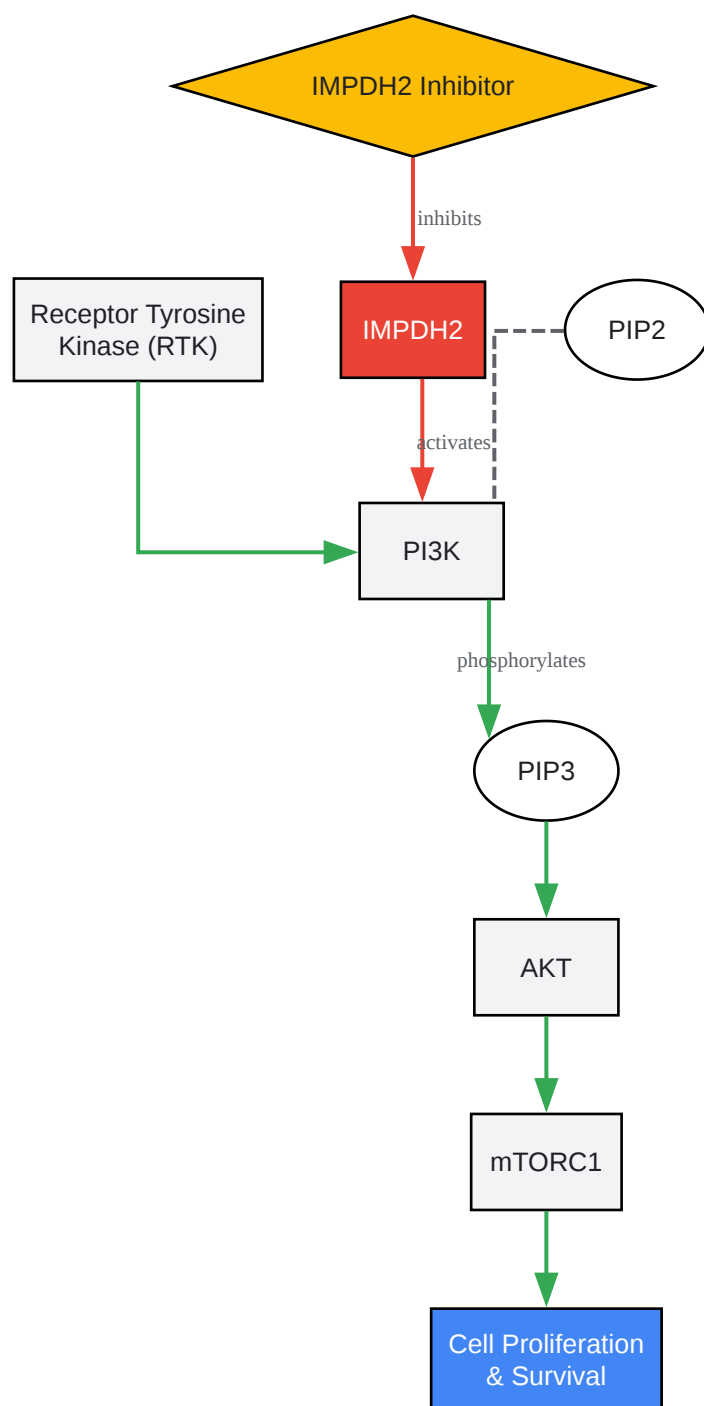 IMPDH2 Inhibitor
inhibits
Receptor Tyrosine
Kinase (RTK)
IMPDH2
PIP2
activates
PI3K
phosphorylates
PIP3
AKT
mTORC1
Cell Proliferation
& Survival